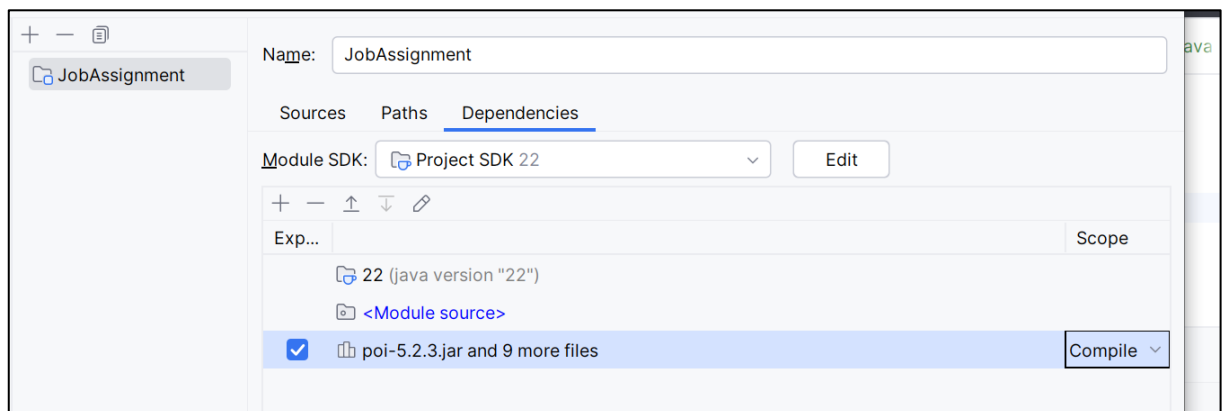 JobAssignment
Name: JobAssignment
ava
Sources Paths Dependencies
Module SDK: Project SDK 22 Edit
Exp... Scope
22 (java version "22")
<Module source>
poi-5.2.3.jar and 9 more files Compile